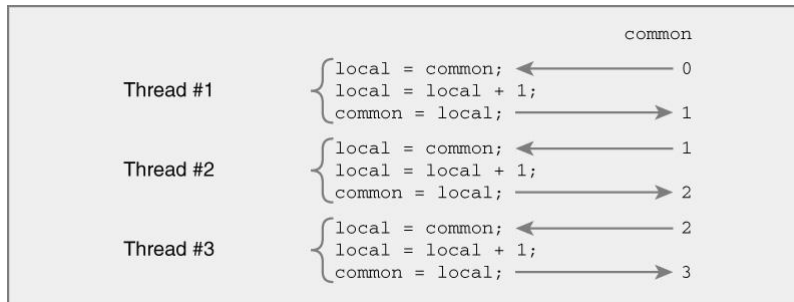 common
local = common; 0
Thread #1 local = local + 1;
common = local; 1
local = common; 1
Thread #2 local = local + 1;
common = local; 2
local = common; 2
Thread #3 local = local + 1;
common = local; 3